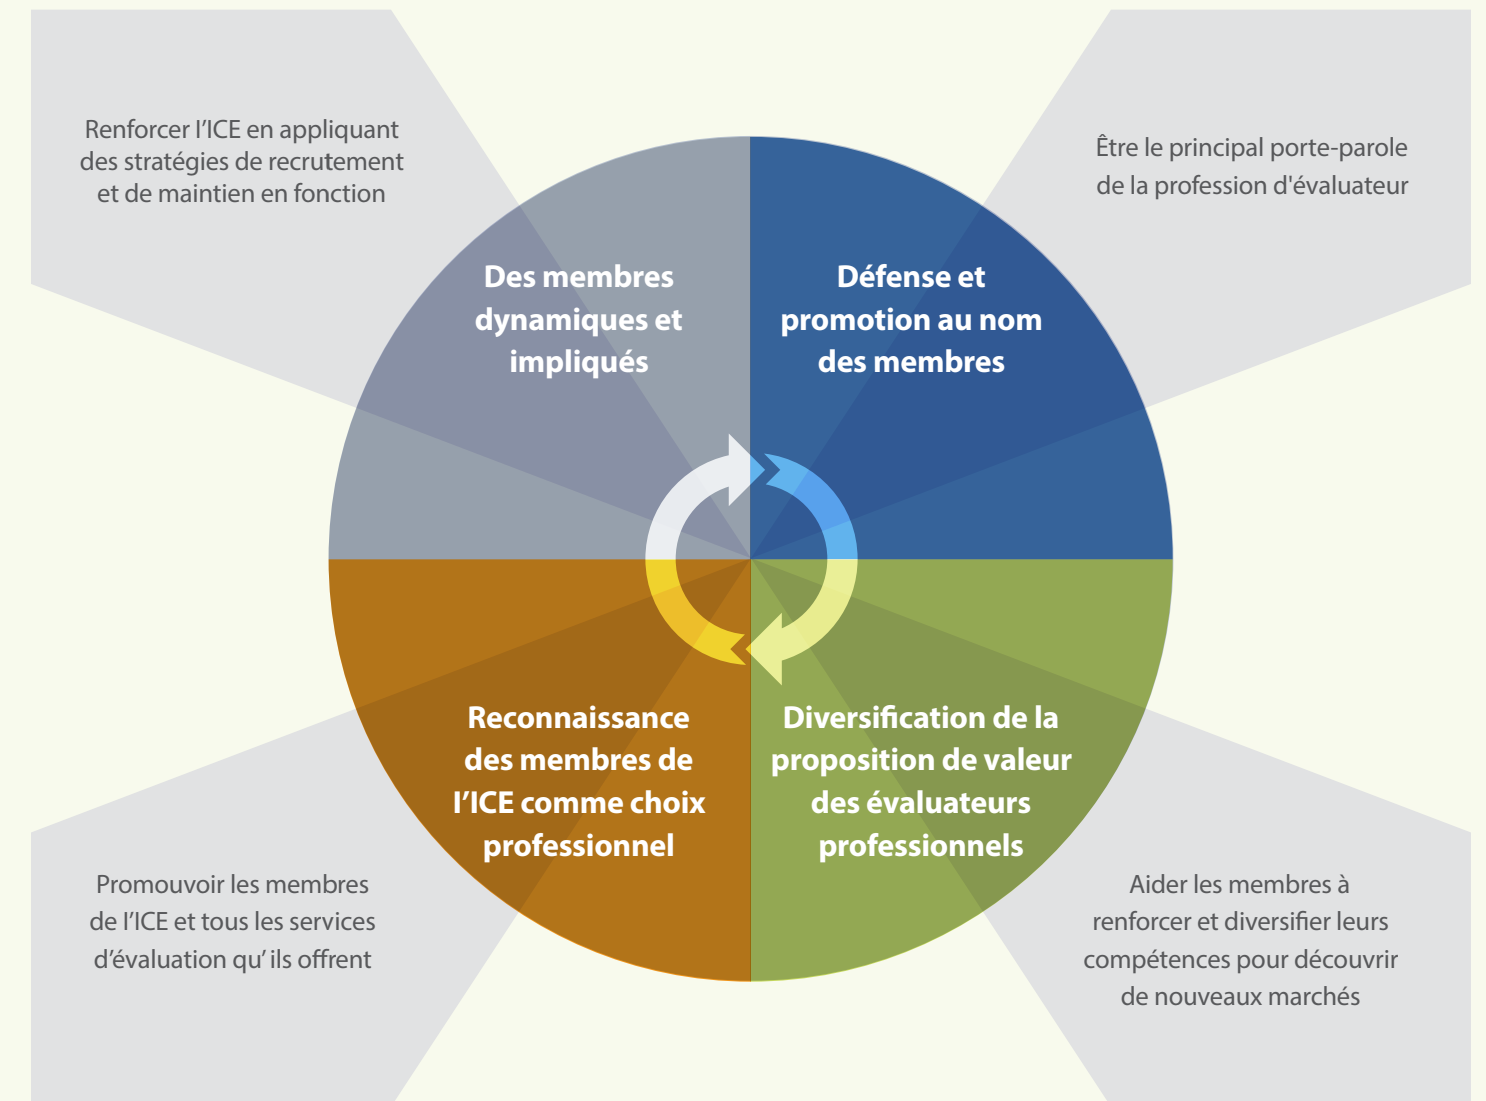 Renforcer l’ICE en appliquant
des stratégies de recrutement
et de maintien en fonction
Être le principal porte-parole
de la profession d'évaluateur
Des membres
dynamiques et
impliqués
Défense et
promotion au nom
des membres
Reconnaissance
des membres de
l’ICE comme choix
professionnel
Diversification de la
proposition de valeur
des évaluateurs
professionnels
Promouvoir les membres
de l’ICE et tous les services
d’évaluation qu’ils offrent
Aider les membres à
renforcer et diversifier leurs
compétences pour découvrir
de nouveaux marchés